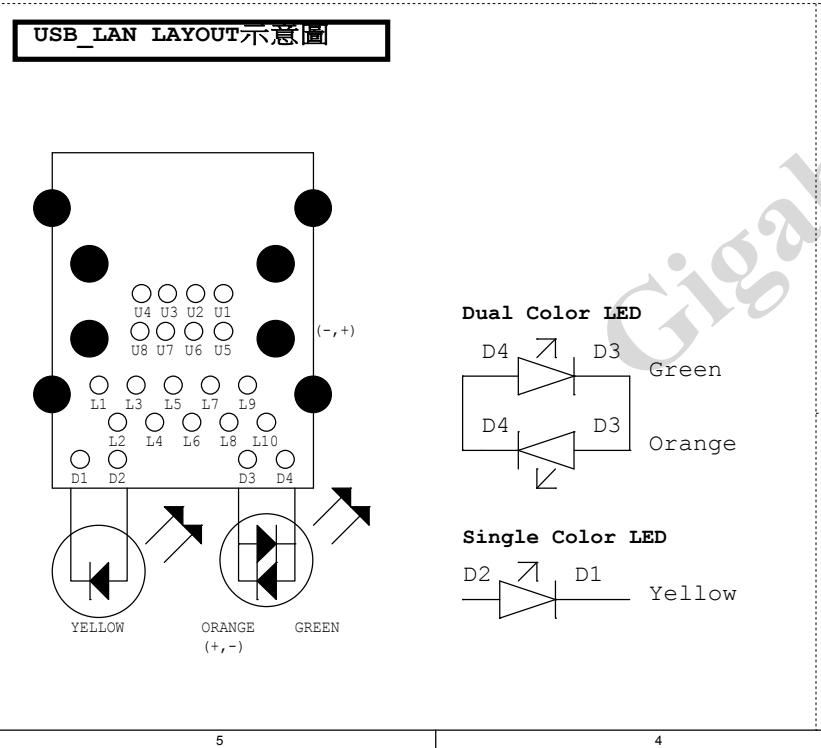 USB_LAN LAYOUT示意圖
U4 U3 U2 U1
U8 U7 U6 U5
(-,+)
L1 L3 L5 L7 L9
L2 L4 L6 L8 L10
D1 D2 D3 D4
YELLOW ORANGE GREEN
(+,-)
Dual Color LED
D4 D3
Green
D4 D3
Orange
Single Color LED
D2 D1
Yellow
5 4